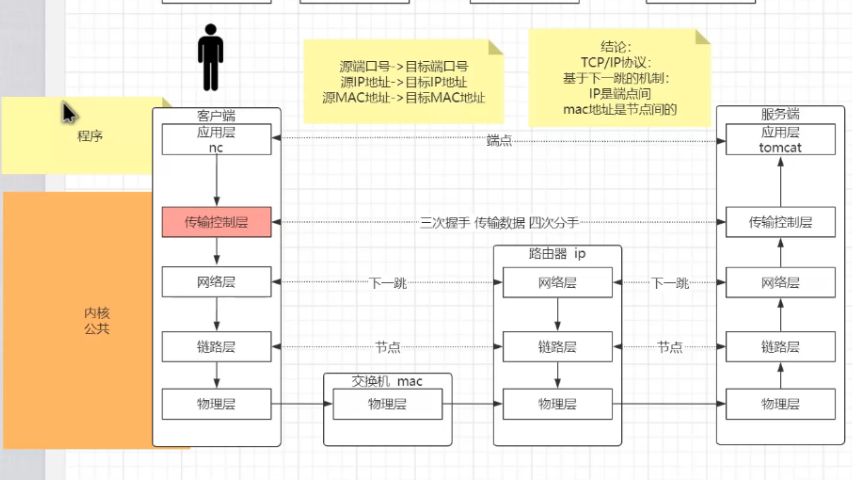 源端口号->目标端口号
源IP地址->目标IP地址
源MAC地址->目标MAC地址
结论：
TCP/IP协议：
基于下一跳的机制：
IP是端点间
mac地址是节点间的
程序
内核
公共
客户端
应用层
nc
传输控制层
网络层
链路层
物理层
端点
三次握手 传输数据 四次分手
下一跳
节点
交换机 mac
物理层
路由器 ip
网络层
链路层
物理层
下一跳
节点
服务端
应用层
tomcat
传输控制层
网络层
链路层
物理层